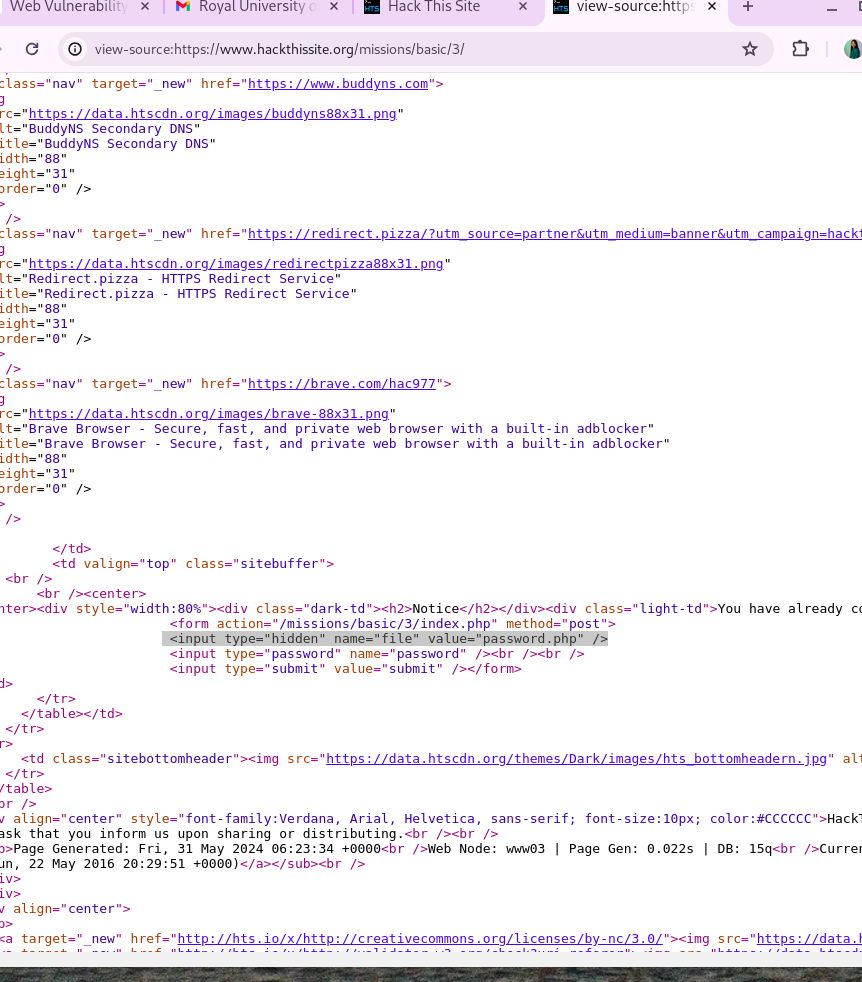 Web Vulnerability
Royal University o
Hack This Site
view-source:https
view-source:https://www.hackthissite.org/missions/basic/3/
class="nav" target="_new" href="https://www.buddyns.com">
g
rc="https://data.htscdn.org/images/buddyns88x31.png"
lt="BuddyNS Secondary DNS"
itle="BuddyNS Secondary DNS"
idth="88"
eight="31"
order="0" />
>
/>
class="nav" target="_new" href="https://redirect.pizza/?utm_source=partner&utm_medium=banner&utm_campaign=hackt
g
rc="https://data.htscdn.org/images/redirectpizza88x31.png"
lt="Redirect.pizza - HTTPS Redirect Service"
itle="Redirect.pizza - HTTPS Redirect Service"
idth="88"
eight="31"
order="0" />
>
/>
class="nav" target="_new" href="https://brave.com/hac977">
g
rc="https://data.htscdn.org/images/brave-88x31.png"
lt="Brave Browser - Secure, fast, and private web browser with a built-in adblocker"
itle="Brave Browser - Secure, fast, and private web browser with a built-in adblocker"
idth="88"
eight="31"
order="0" />
>
/>
</td>
<td valign="top" class="sitebuffer">
<br />
<br /><center>
nter><div style="width:80%"><div class="dark-td"><h2>Notice</h2></div><div class="light-td">You have already co
<form action="/missions/basic/3/index.php" method="post">
<input type="hidden" name="file" value="password.php" />
<input type="password" name="password" /><br /><br />
<input type="submit" value="submit" /></form>
d>
</tr>
</table></td>
</tr>
r>
<td class="sitebottomheader"><img src="https://data.htscdn.org/themes/Dark/images/hts_bottomheadern.jpg" alt
</tr>
/table>
br />
v align="center" style="font-family:Verdana, Arial, Helvetica, sans-serif; font-size:10px; color:#CCCCCC">HackT
ask that you inform us upon sharing or distributing.<br /><br />
b>Page Generated: Fri, 31 May 2024 06:23:34 +0000<br />Web Node: www03 | Page Gen: 0.022s | DB: 15q<br />Curren
un, 22 May 2016 20:29:51 +0000)</a></sub><br />
iv>
iv>
v align="center">
p>
<a target="_new" href="http://hts.io/x/http://creativecommons.org/licenses/by-nc/3.0/"><img src="https://data.h